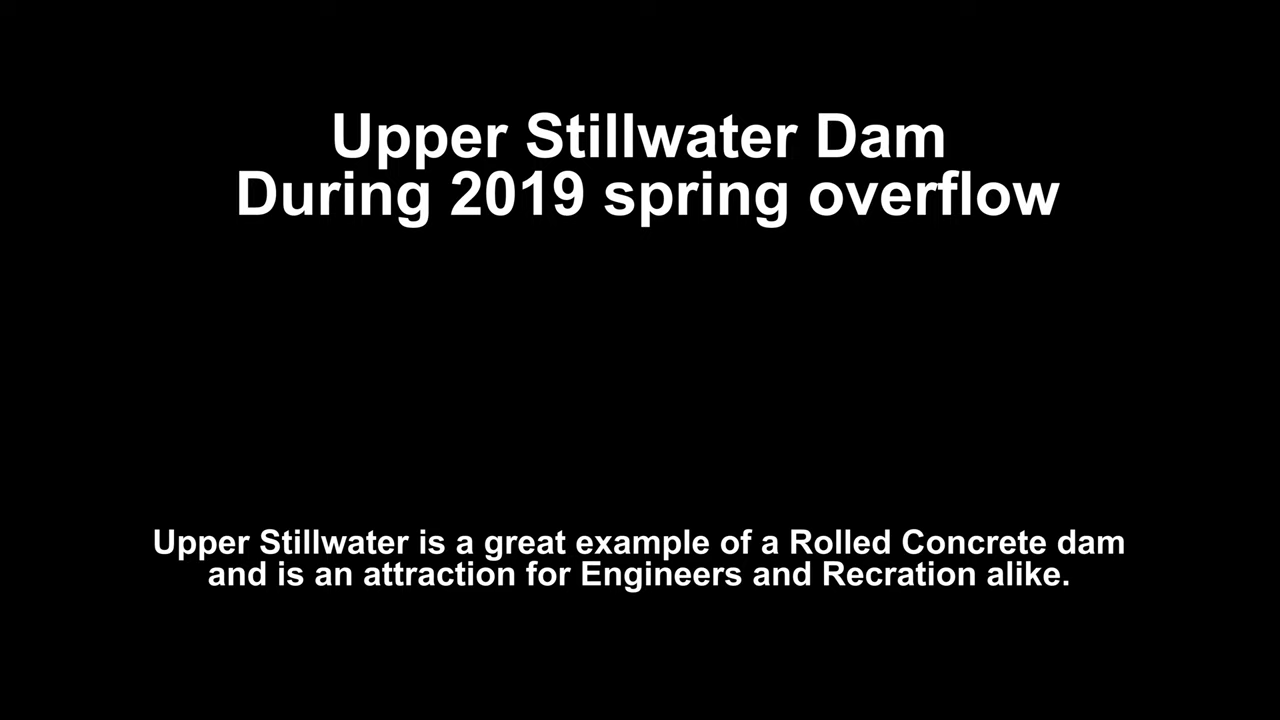 Upper Stillwater Dam
During 2019 spring overflow
Upper Stillwater is a great example of a Rolled Concrete dam
and is an attraction for Engineers and Recration alike.